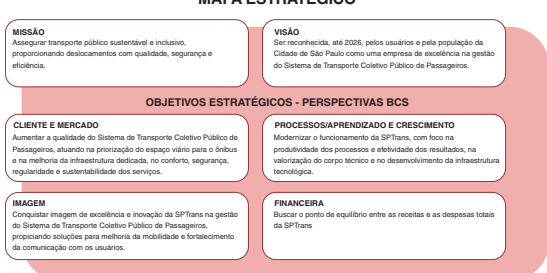 MAPA ESTRATÉGICO
MISSÃO
Assegurar transporte público sustentável e inclusivo,
proporcionando deslocamentos com qualidade, segurança e
eficiência.
VISÃO
Ser reconhecida, até 2026, pelos usuários e pela população da
Cidade de São Paulo como uma empresa de excelência na gestão
do Sistema de Transporte Coletivo Público de Passageiros.
OBJETIVOS ESTRATÉGICOS - PERSPECTIVAS BCS
CLIENTE E MERCADO
Aumentar a qualidade do Sistema de Transporte Coletivo Público de
Passageiros, atuando na priorização do espaço viário para o ônibus
e na melhoria da infraestrutura dedicada, no conforto, segurança,
regularidade e sustentabilidade dos serviços.
PROCESSOS/APRENDIZADO E CRESCIMENTO
Modernizar o funcionamento da SPTrans, com foco na
produtividade dos processos e efetividade dos resultados, na
valorização do corpo técnico e no desenvolvimento da infraestrutura
tecnológica.
IMAGEM
Conquistar imagem de excelência e inovação da SPTrans na gestão
do Sistema de Transporte Coletivo Público de Passageiros,
propiciando soluções para melhoria da mobilidade e fortalecimento
da comunicação com os usuários.
FINANCEIRA
Buscar o ponto de equilíbrio entre as receitas e as despesas totais
da SPTrans